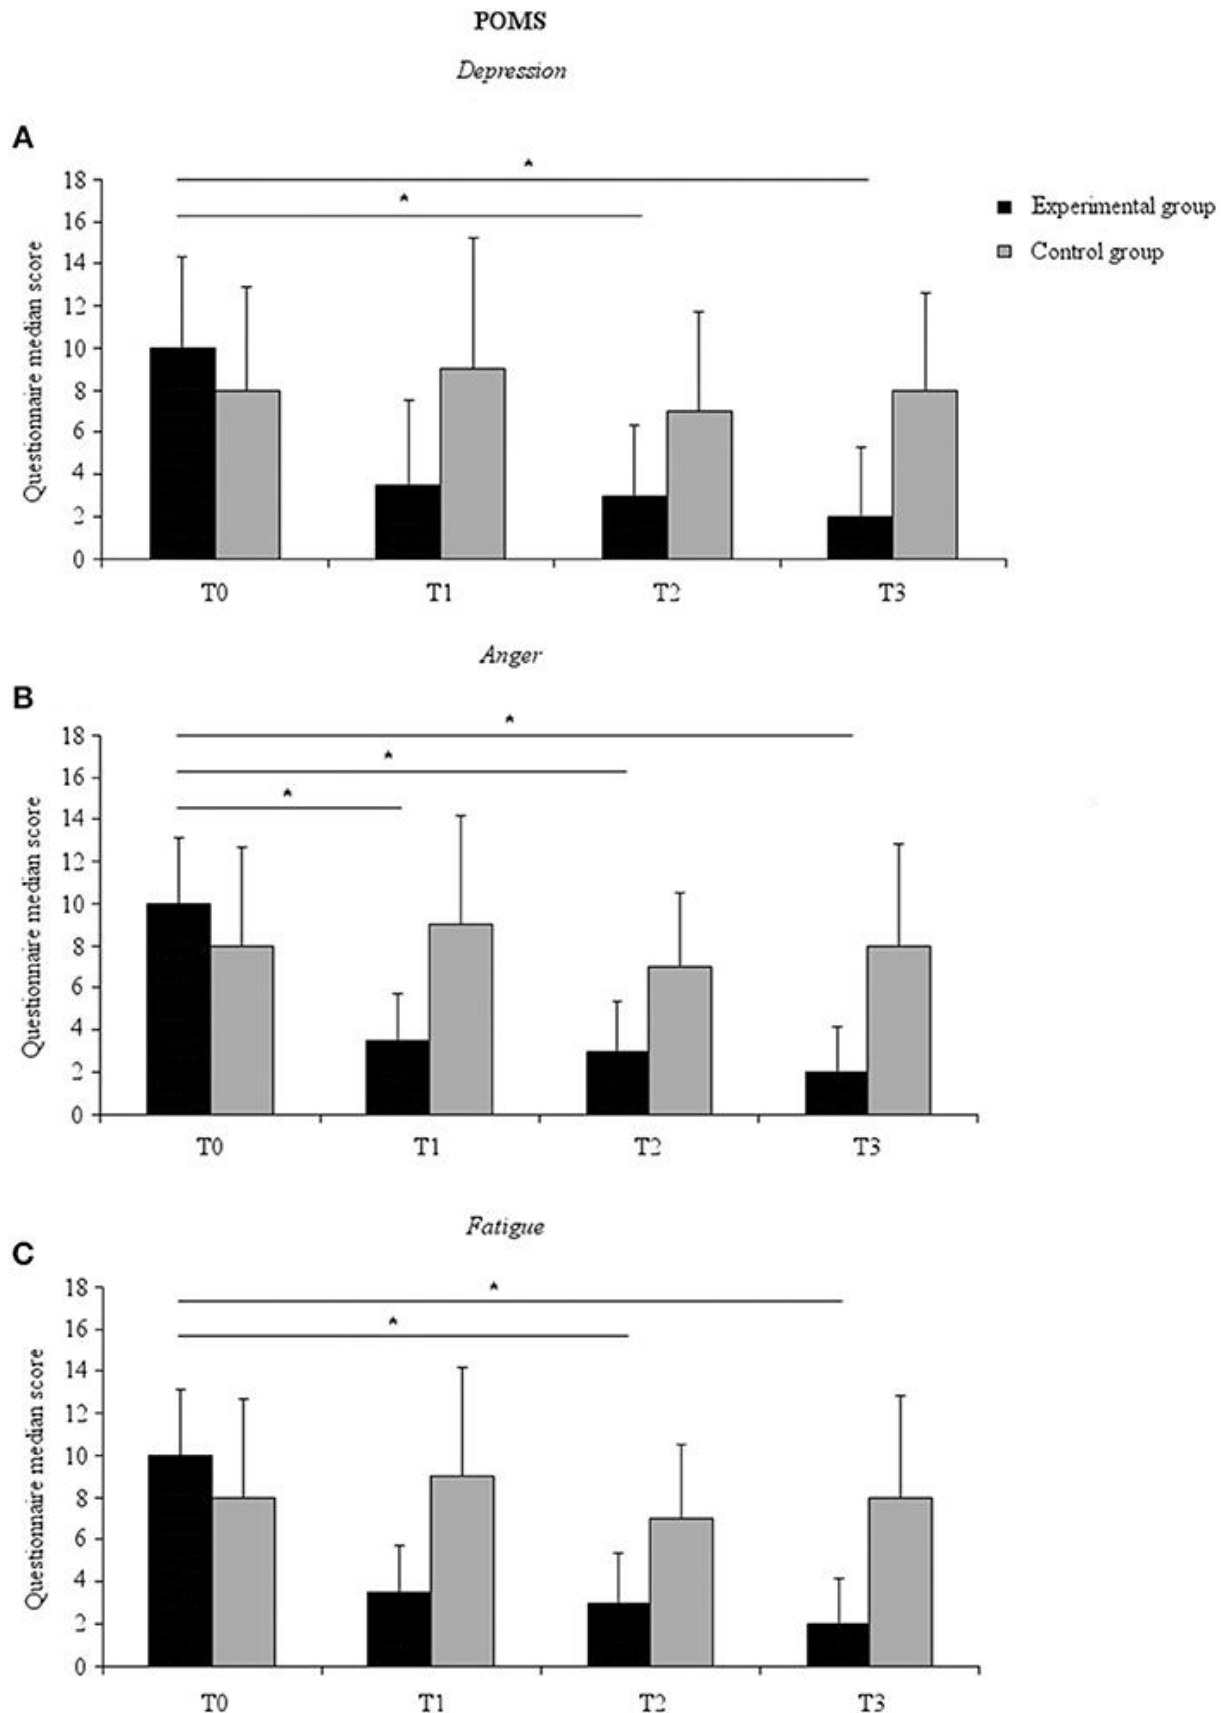 POMS
Depression
A
*
*
18
16
14
12
10
8
6
4
2
0
Questionnaire median score
Experimental group
Control group
T0 T1 T2 T3
Anger
B
*
*
*
18
16
14
12
10
8
6
4
2
0
Questionnaire median score
T0 T1 T2 T3
Fatigue
C
*
*
18
16
14
12
10
8
6
4
2
0
Questionnaire median score
T0 T1 T2 T3